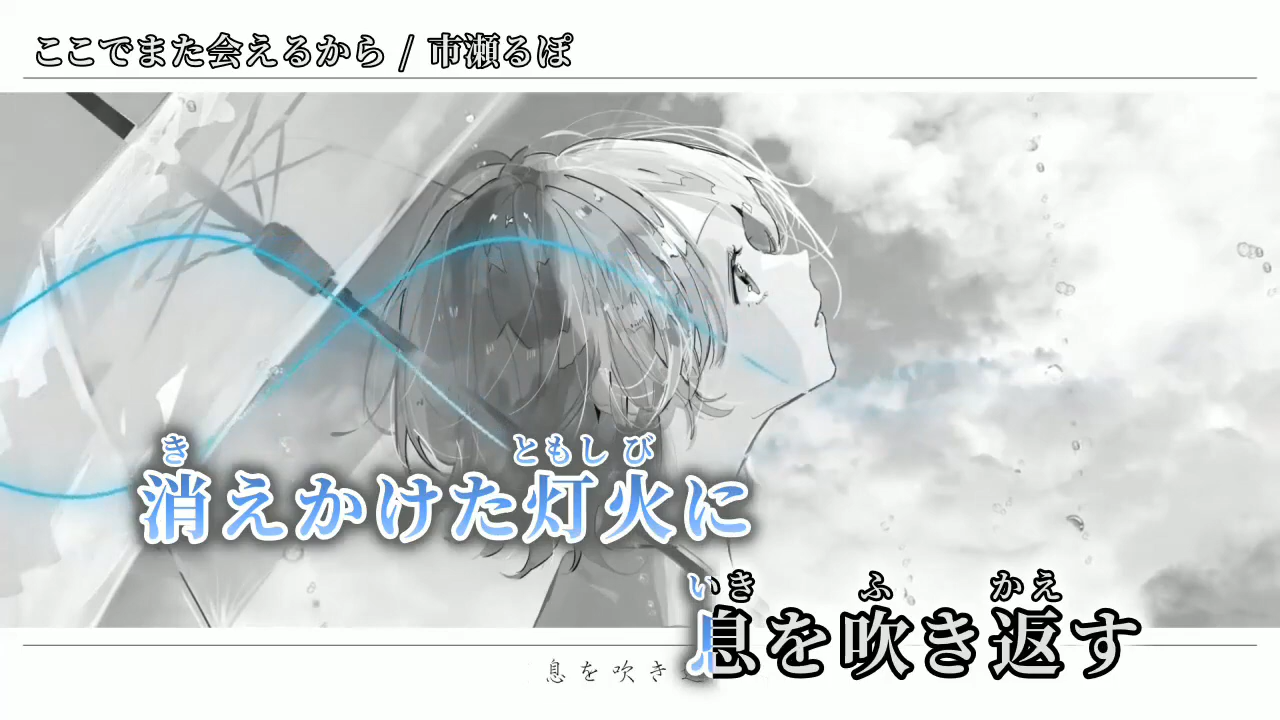 ここでまた会えるから / 市瀬るぽ
き ともしび
消えかけた灯火に
いき ふ かえ
息を吹き返す
息を吹き